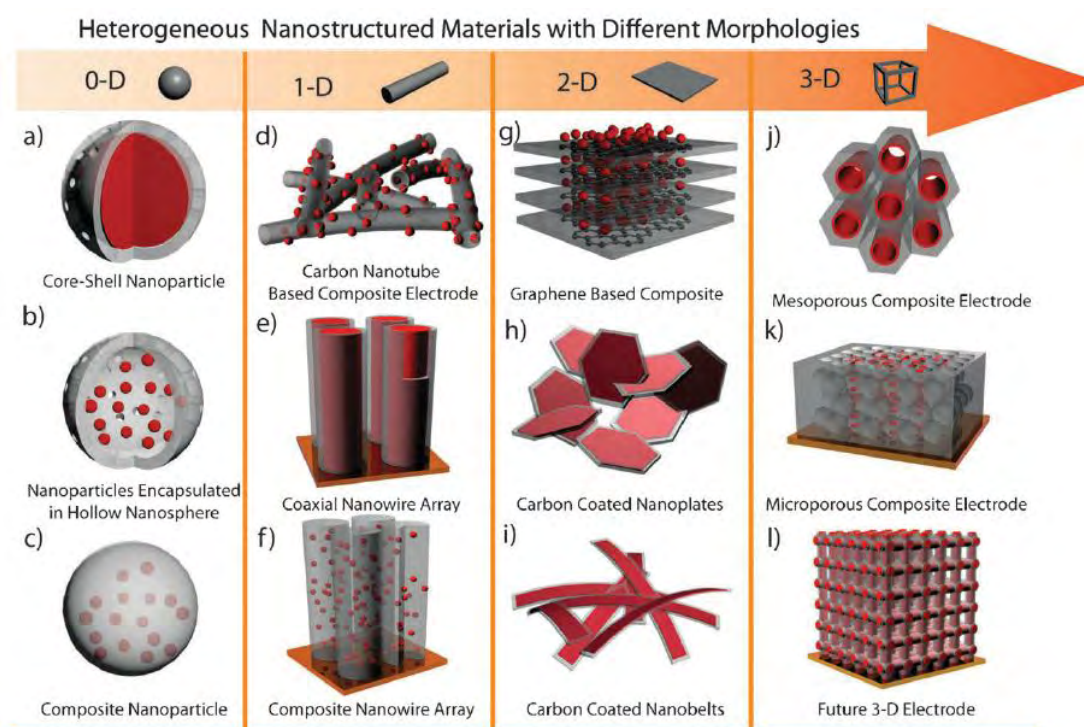 Heterogeneous Nanostructured Materials with Different Morphologies
0-D
1-D
2-D
3-D
a)
Core-Shell Nanoparticle
b)
Nanoparticles Encapsulated
in Hollow Nanosphere
c)
Composite Nanoparticle
d)
Carbon Nanotube
Based Composite Electrode
e)
Coaxial Nanowire Array
f)
Composite Nanowire Array
g)
Graphene Based Composite
h)
Carbon Coated Nanoplates
i)
Carbon Coated Nanobelts
j)
Mesoporous Composite Electrode
k)
Microporous Composite Electrode
l)
Future 3-D Electrode